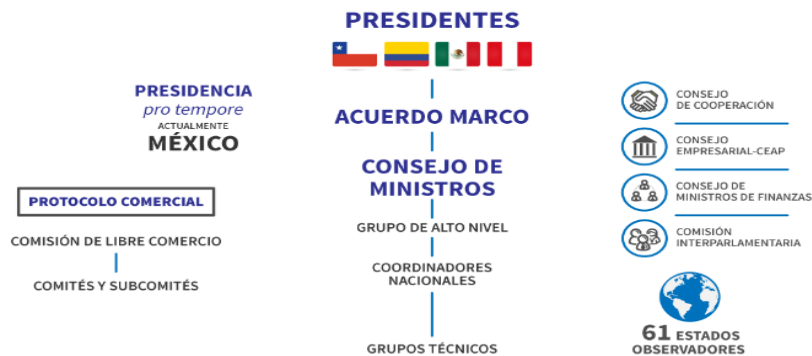 PRESIDENTES
PRESIDENCIA
pro tempore
ACTUALMENTE
MÉXICO
ACUERDO MARCO
CONSEJO DE
MINISTROS
GRUPO DE ALTO NIVEL
COORDINADORES
NACIONALES
GRUPOS TÉCNICOS
PROTOCOLO COMERCIAL
COMISIÓN DE LIBRE COMERCIO
COMITÉS Y SUBCOMITÉS
CONSEJO
DE COOPERACIÓN
CONSEJO
EMPRESARIAL-CEAP
CONSEJO DE
MINISTROS DE FINANZAS
COMISIÓN
INTERPARLAMENTARIA
61 ESTADOS
OBSERVADORES